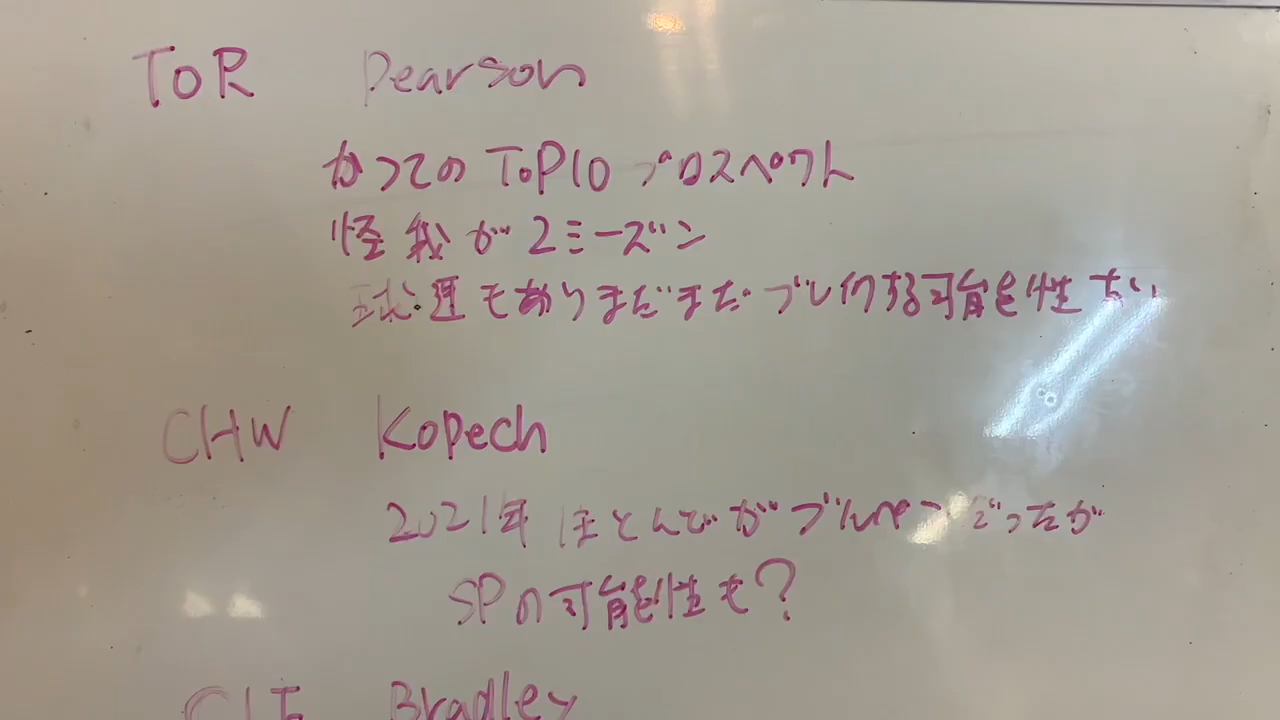 TOR Pearson
かつてのTOP10プロスペクト
怪我が2シーズン
球速もありまだまだブレイクする可能性ない
CHW Kopech
2021年ほとんどがブルペンだったが
SPの可能性も?
CLE Bradley